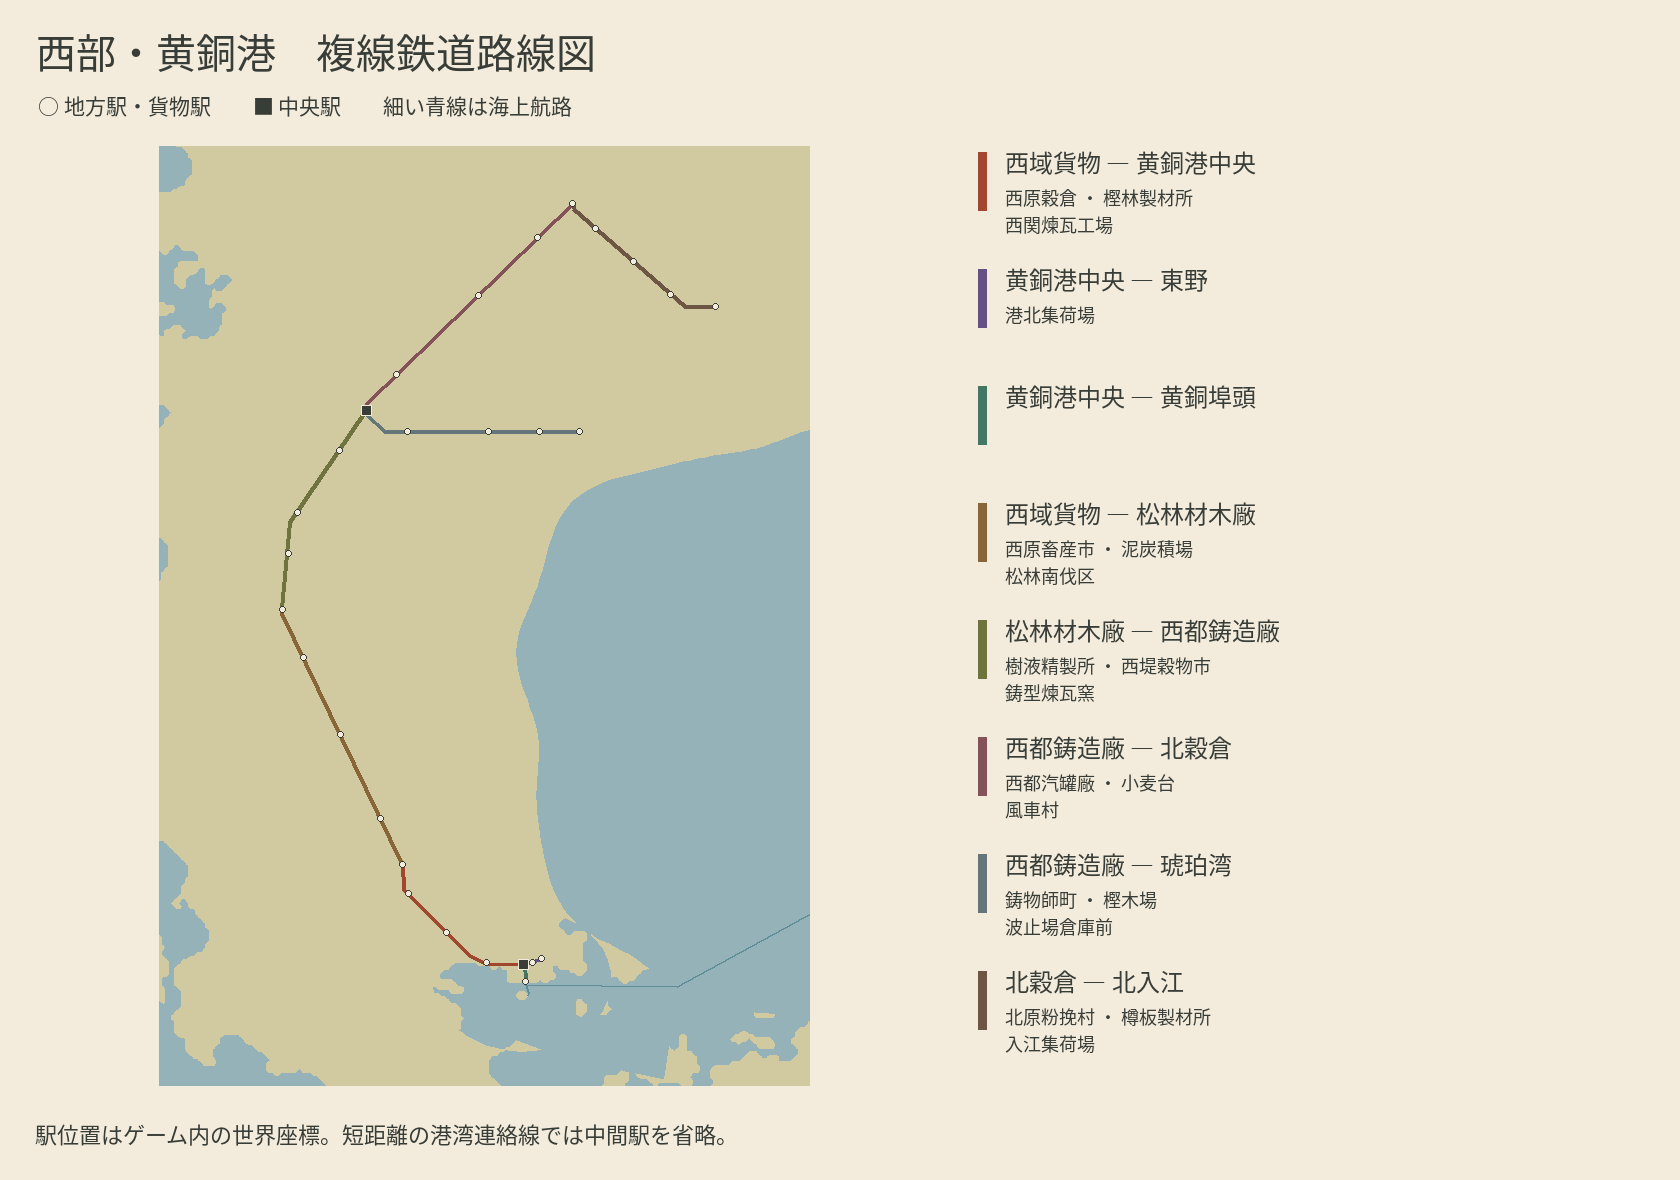 西部・黄銅港　複線鉄道路線図
○ 地方駅・貨物駅　　■ 中央駅　　細い青線は海上航路
西域貨物 ― 黄銅港中央
西原穀倉 ・ 樫林製材所
西関煉瓦工場
黄銅港中央 ― 東野
港北集荷場
黄銅港中央 ― 黄銅埠頭
西域貨物 ― 松林材木廠
西原畜産市 ・ 泥炭積場
松林南伐区
松林材木廠 ― 西都鋳造廠
樹液精製所 ・ 西堤穀物市
鋳型煉瓦窯
西都鋳造廠 ― 北穀倉
西都汽罐廠 ・ 小麦台
風車村
西都鋳造廠 ― 琥珀湾
鋳物師町 ・ 樫木場
波止場倉庫前
北穀倉 ― 北入江
北原粉挽村 ・ 樽板製材所
入江集荷場
駅位置はゲーム内の世界座標。短距離の港湾連絡線では中間駅を省略。